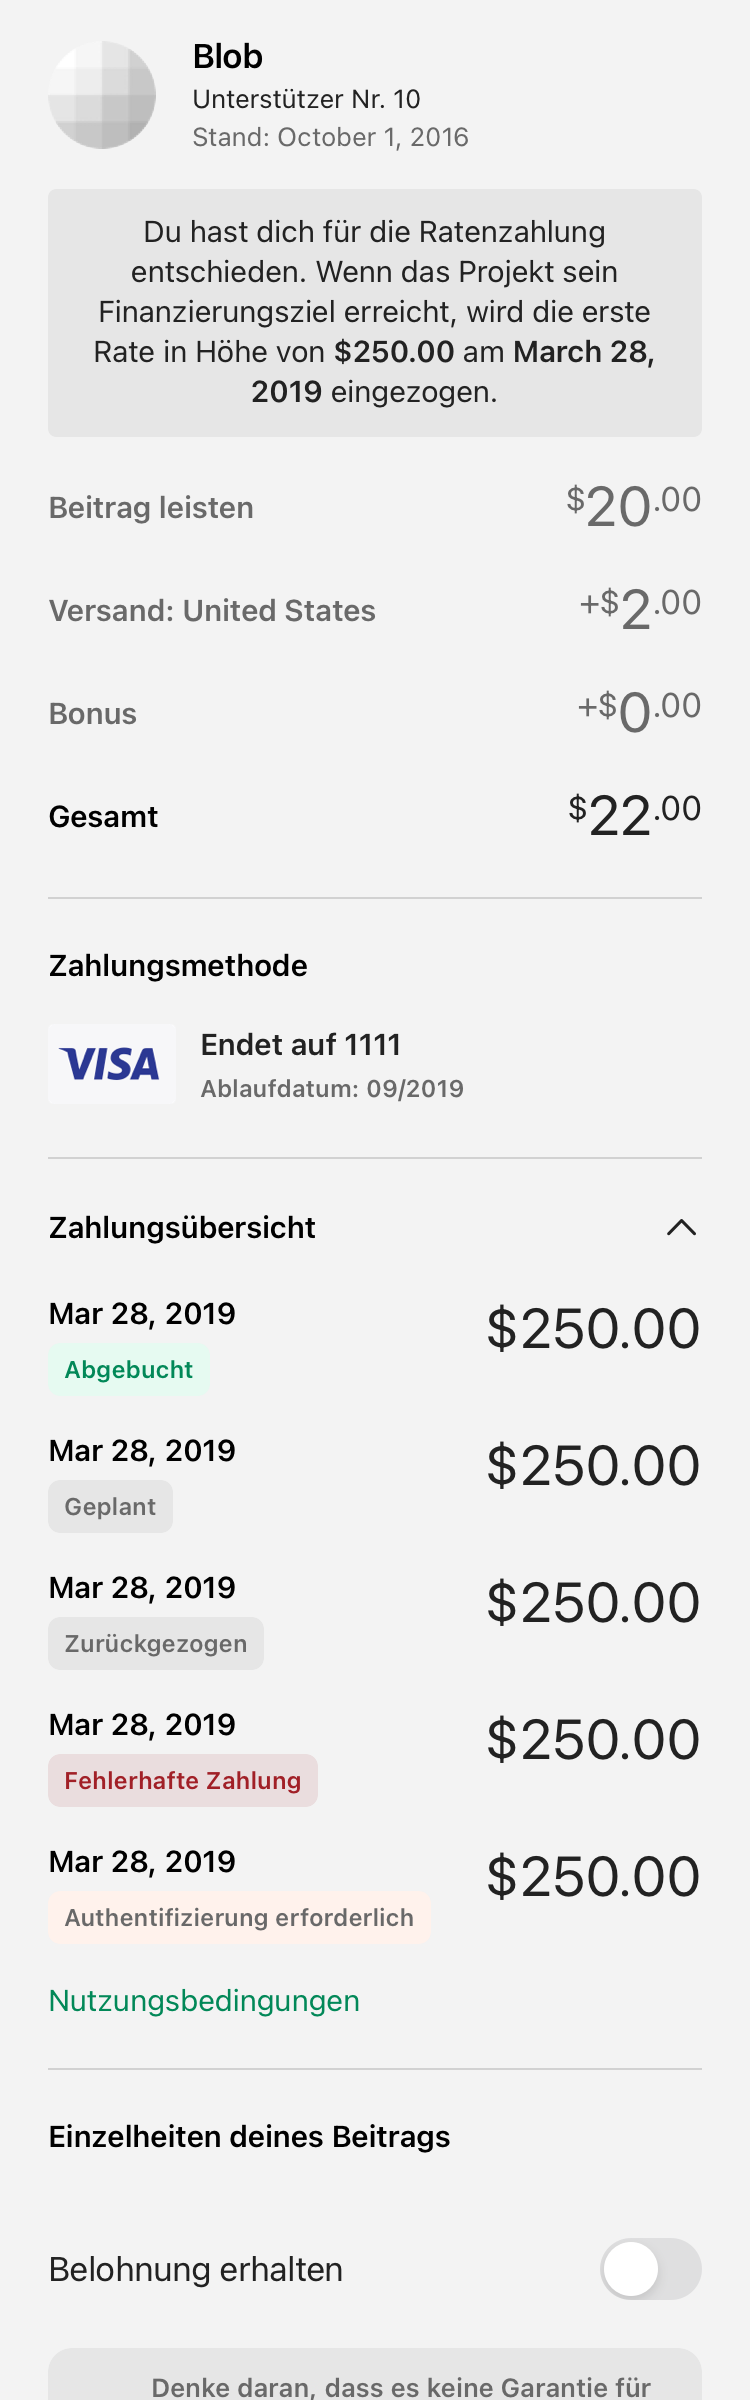 Blob
Unterstützer Nr. 10
Stand: October 1, 2016
Du hast dich für die Ratenzahlung
entschieden. Wenn das Projekt sein
Finanzierungsziel erreicht, wird die erste
Rate in Höhe von $250.00 am March 28,
2019 eingezogen.
Beitrag leisten $20.00
Versand: United States +$2.00
Bonus +$0.00
Gesamt $22.00
Zahlungsmethode
VISA
Endet auf 1111
Ablaufdatum: 09/2019
Zahlungsübersicht
Mar 28, 2019 $250.00
Abgebucht
Mar 28, 2019 $250.00
Geplant
Mar 28, 2019 $250.00
Zurückgezogen
Mar 28, 2019 $250.00
Fehlerhafte Zahlung
Mar 28, 2019 $250.00
Authentifizierung erforderlich
Nutzungsbedingungen
Einzelheiten deines Beitrags
Belohnung erhalten
Denke daran, dass es keine Garantie für